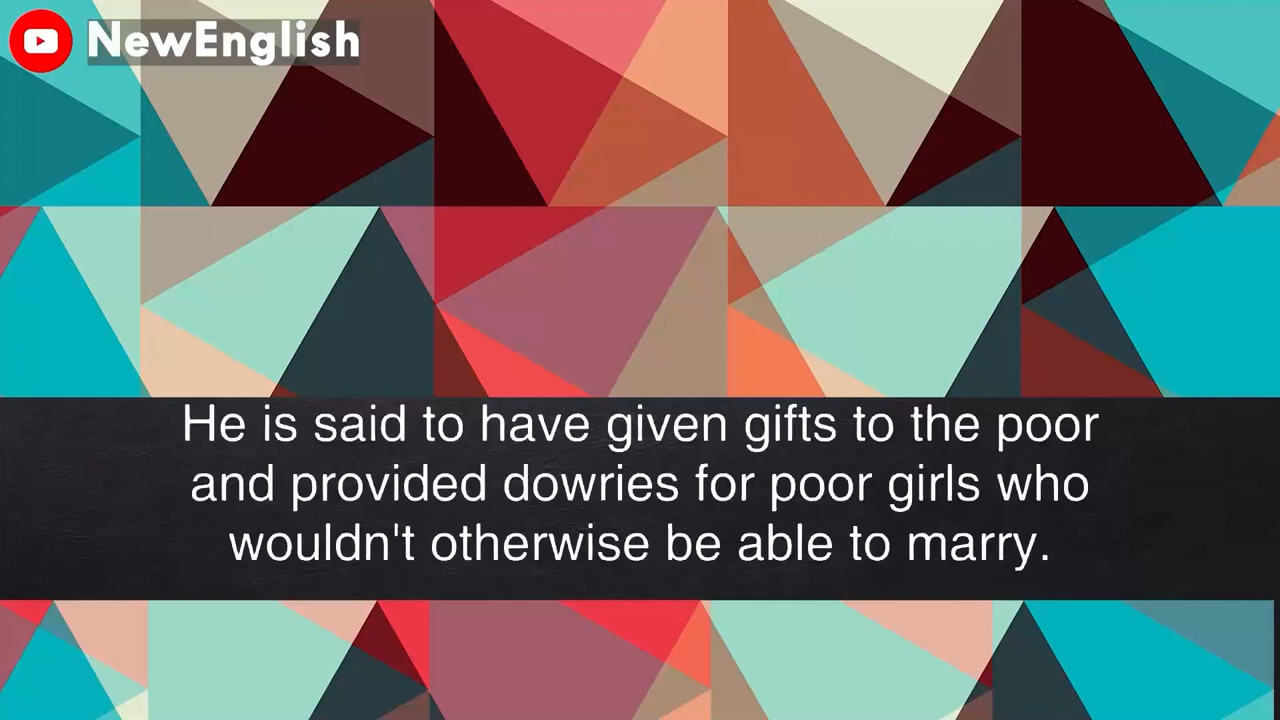 NewEnglish
He is said to have given gifts to the poor
and provided dowries for poor girls who
wouldn't otherwise be able to marry.